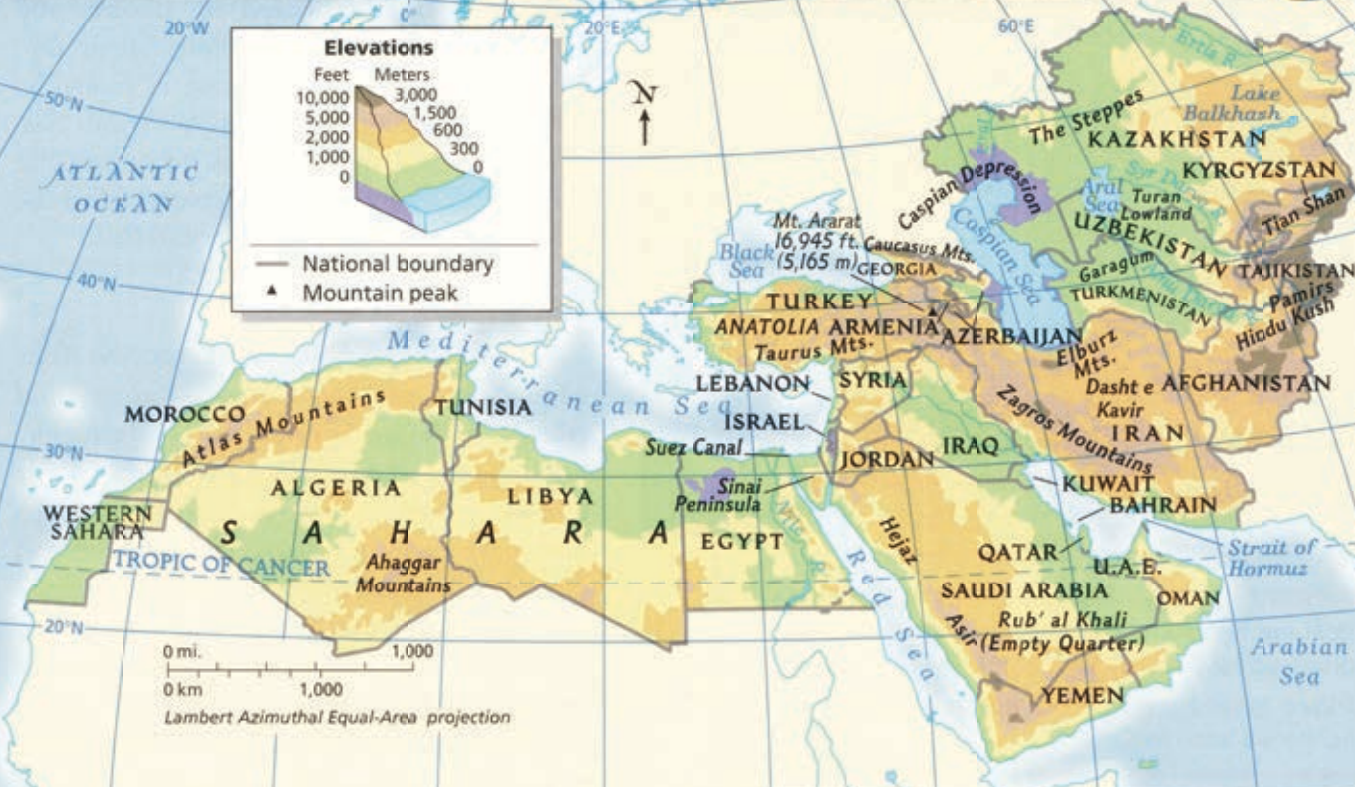 0°
20°W
20°E
60°E
50°N
40°N
30°N
20°N
Elevations
Feet Meters
10,000 3,000
5,000 1,500
2,000 600
1,000 300
0 0
National boundary
Mountain peak
N
ATLANTIC
OCEAN
Ertis R.
Lake
Balkhash
The Steppes
KAZAKHSTAN
KYRGYZSTAN
Caspian Depression
Aral
Sea
Syr Darya R.
Turan
Lowland
Tian Shan
UZBEKISTAN
Mt. Ararat
16,945 ft.
(5,165 m)
Caucasus Mts.
Caspian Sea
Black
Sea
GEORGIA
Garagum
TAJIKISTAN
TURKMENISTAN
Pamirs
Hindu Kush
TURKEY
ANATOLIA
ARMENIA
AZERBAIJAN
Taurus Mts.
Elburz
Mts.
Mediterranean Sea
LEBANON
SYRIA
Dasht e
Kavir
AFGHANISTAN
MOROCCO
Atlas Mountains
TUNISIA
ISRAEL
Zagros Mountains
IRAN
Suez Canal
JORDAN
IRAQ
ALGERIA
LIBYA
Sinai
Peninsula
KUWAIT
BAHRAIN
WESTERN
SAHARA
SAHARA
EGYPT
Nile R.
Hejaz
QATAR
U.A.E.
Strait of
Hormuz
TROPIC OF CANCER
Ahaggar
Mountains
Red Sea
SAUDI ARABIA
OMAN
Rub' al Khali
(Empty Quarter)
Asir
Arabian
Sea
YEMEN
0 mi. 1,000
0 km 1,000
Lambert Azimuthal Equal-Area projection